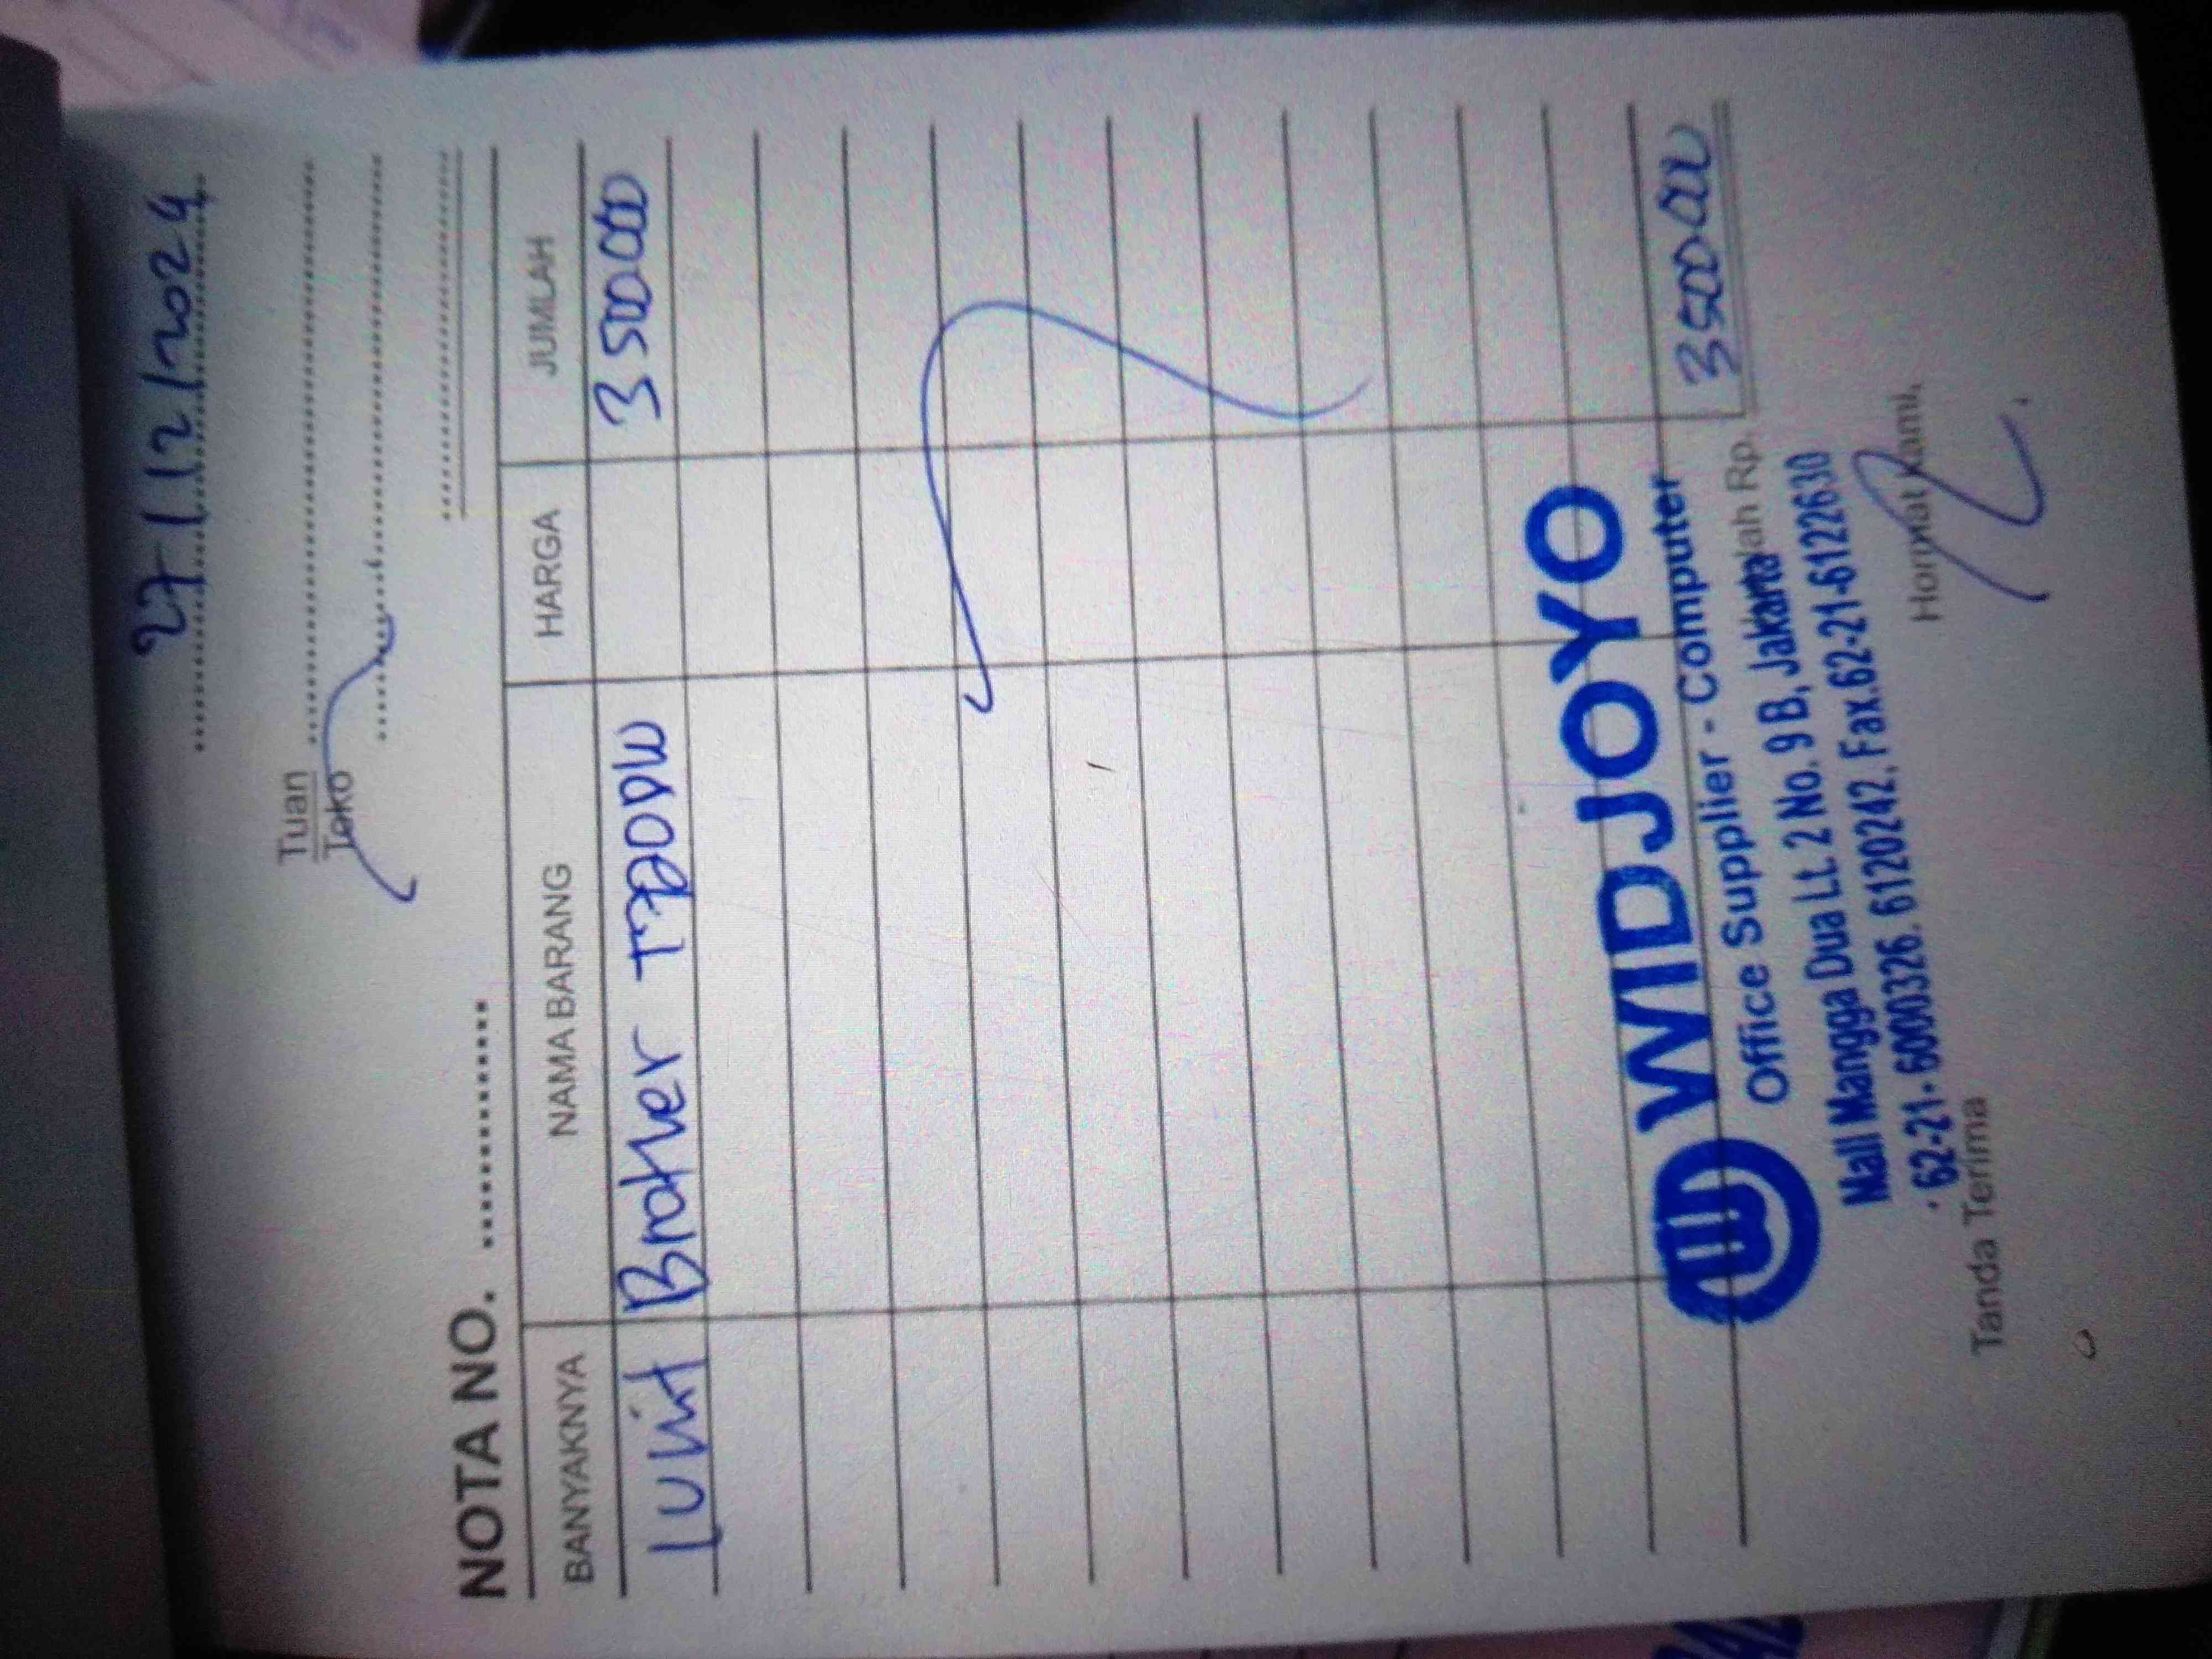 27/12/2024
Tuan
Toko
NOTA NO. ............
BANYAKNYA NAMA BARANG HARGA JUMLAH
1 unit Brother T720DW 3500000
Jumlah Rp. 3500000
WIDJOYO
Office Supplier - Computer
Mall Mangga Dua Lt. 2 No. 9 B, Jakarta
62-21- 6000326. 6120242, Fax.62-21-6122630
Tanda Terima Hormat Kami,